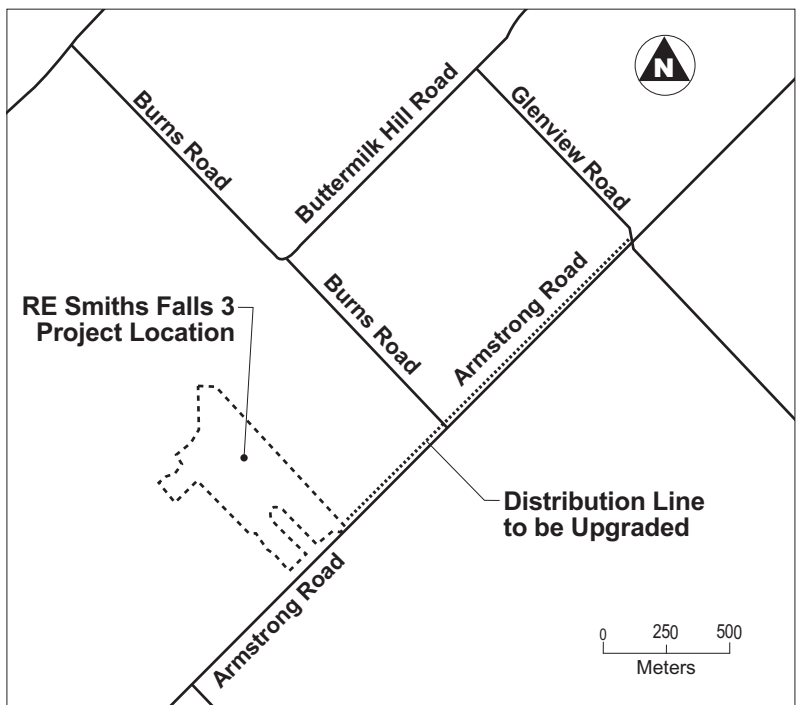 N
Burns Road
Buttermilk Hill Road
Glenview Road
RE Smiths Falls 3
Project Location
Burns Road
Armstrong Road
Distribution Line
to be Upgraded
Armstrong Road
0 250 500
Meters